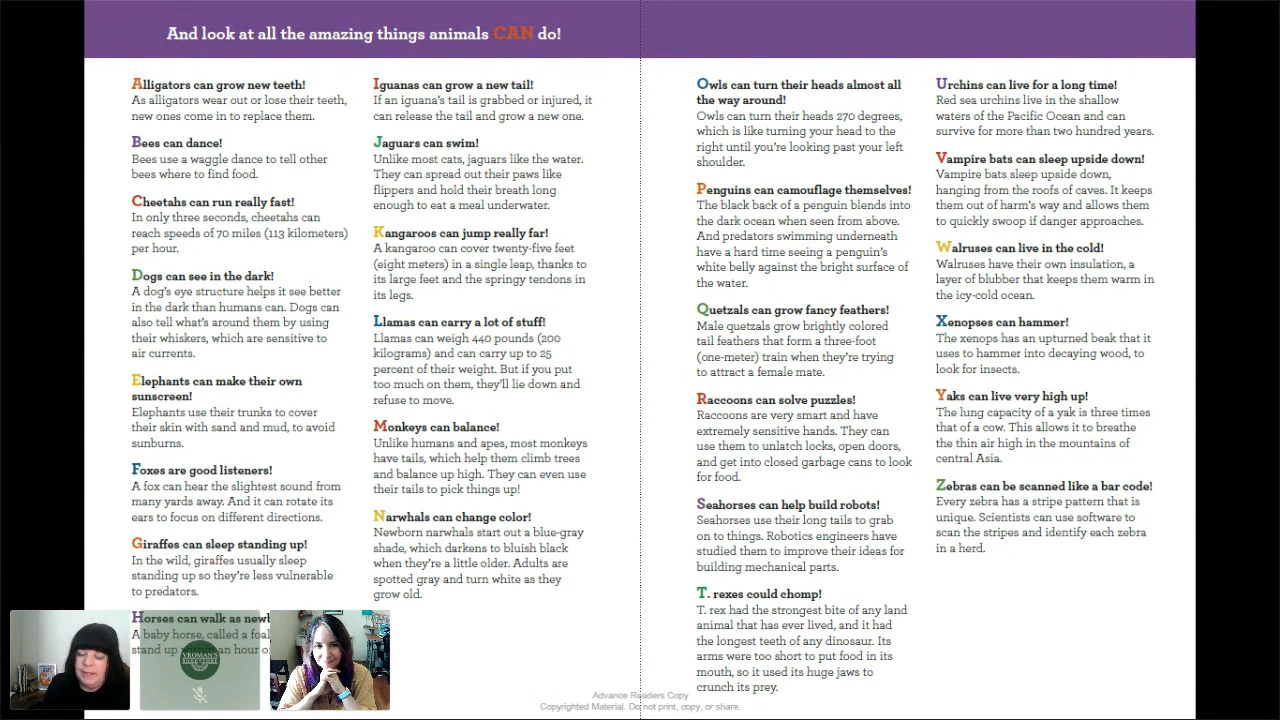 And look at all the amazing things animals CAN do!
Alligators can grow new teeth!
As alligators wear out or lose their teeth,
new ones come in to replace them.
Bees can dance!
Bees use a waggle dance to tell other
bees where to find food.
Cheetahs can run really fast!
In only three seconds, cheetahs can
reach speeds of 70 miles (113 kilometers)
per hour.
Dogs can see in the dark!
A dog's eye structure helps it see better
in the dark than humans can. Dogs can
also tell what's around them by using
their whiskers, which are sensitive to
air currents.
Elephants can make their own
sunscreen!
Elephants use their trunks to cover
their skin with sand and mud, to avoid
sunburns.
Foxes are good listeners!
A fox can hear the slightest sound from
many yards away. And it can rotate its
ears to focus on different directions.
Giraffes can sleep standing up!
In the wild, giraffes usually sleep
standing up so they're less vulnerable
to predators.
Horses can walk as
A baby horse, called a foal
stand up within an hour
Iguanas can grow a new tail!
If an iguana's tail is grabbed or injured, it
can release the tail and grow a new one.
Jaguars can swim!
Unlike most cats, jaguars like the water.
They can spread out their paws like
flippers and hold their breath long
enough to eat a meal underwater.
Kangaroos can jump really far!
A kangaroo can cover twenty-five feet
(eight meters) in a single leap, thanks to
its large feet and the springy tendons in
its legs.
Llamas can carry a lot of stuff!
Llamas can weigh 440 pounds (200
kilograms) and can carry up to 25
percent of their weight. But if you put
too much on them, they'll lie down and
refuse to move.
Monkeys can balance!
Unlike humans and apes, most monkeys
have tails, which help them climb trees
and balance up high. They can even use
their tails to pick things up!
Narwhals can change color!
Newborn narwhals start out a blue-gray
shade, which darkens to bluish black
when they're a little older. Adults are
spotted gray and turn white as they
grow old.
Owls can turn their heads almost all
the way around!
Owls can turn their heads 270 degrees,
which is like turning your head to the
right until you're looking past your left
shoulder.
Penguins can camouflage themselves!
The black back of a penguin blends into
the dark ocean when seen from above.
And predators swimming underneath
have a hard time seeing a penguin's
white belly against the bright surface of
the water.
Quetzals can grow fancy feathers!
Male quetzals grow brightly colored
tail feathers that form a three-foot
(one-meter) train when they're trying
to attract a female mate.
Raccoons can solve puzzles!
Raccoons are very smart and have
extremely sensitive hands. They can
use them to unlatch locks, open doors,
and get into closed garbage cans to look
for food.
Seahorses can help build robots!
Seahorses use their long tails to grab
on to things. Robotics engineers have
studied them to improve their ideas for
building mechanical parts.
T. rexes could chomp!
T. rex had the strongest bite of any land
animal that has ever lived, and it had
the longest teeth of any dinosaur. Its
arms were too short to put food in its
mouth, so it used its huge jaws to
crunch its prey.
Urchins can live for a long time!
Red sea urchins live in the shallow
waters of the Pacific Ocean and can
survive for more than two hundred years.
Vampire bats can sleep upside down!
Vampire bats sleep upside down,
hanging from the roofs of caves. It keeps
them out of harm's way and allows them
to quickly swoop if danger approaches.
Walruses can live in the cold!
Walruses have their own insulation, a
layer of blubber that keeps them warm in
the icy-cold ocean.
Xenopses can hammer!
The xenops has an upturned beak that it
uses to hammer into decaying wood, to
look for insects.
Yaks can live very high up!
The lung capacity of a yak is three times
that of a cow. This allows it to breathe
the thin air high in the mountains of
central Asia.
Zebras can be scanned like a bar code!
Every zebra has a stripe pattern that is
unique. Scientists can use software to
scan the stripes and identify each zebra
in a herd.
VROMAN'S
Advance Readers Copy
Copyrighted Material. Do not print, copy, or share.